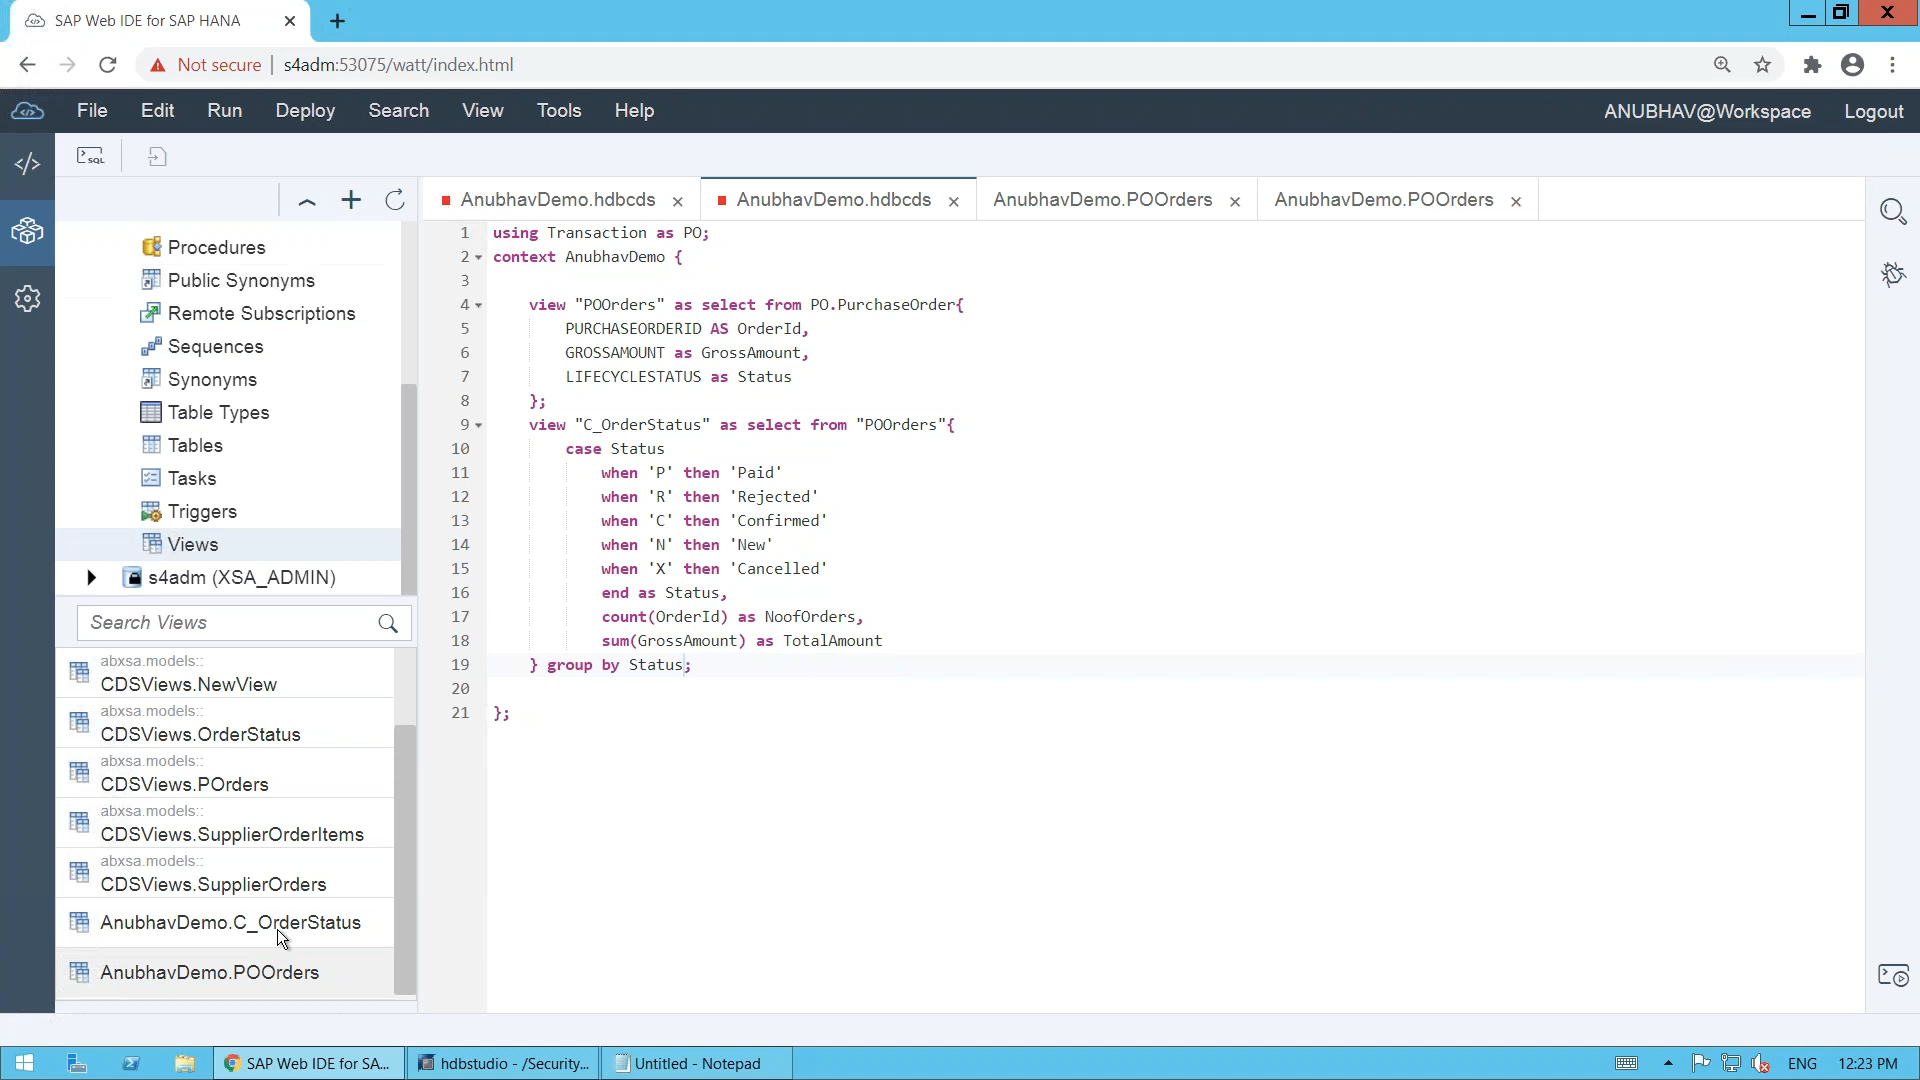 SAP Web IDE for SAP HANA
Not secure | s4adm:53075/watt/index.html
File Edit Run Deploy Search View Tools Help ANUBHAV@Workspace Logout
SQL
AnubhavDemo.hdbcds AnubhavDemo.hdbcds AnubhavDemo.POOrders AnubhavDemo.POOrders
Procedures
Public Synonyms
Remote Subscriptions
Sequences
Synonyms
Table Types
Tables
Tasks
Triggers
Views
s4adm (XSA_ADMIN)
Search Views
abxsa.models::
CDSViews.NewView
abxsa.models::
CDSViews.OrderStatus
abxsa.models::
CDSViews.POrders
abxsa.models::
CDSViews.SupplierOrderItems
abxsa.models::
CDSViews.SupplierOrders
AnubhavDemo.C_OrderStatus
AnubhavDemo.POOrders
1 using Transaction as PO;
2 context AnubhavDemo {
3
4 view "POOrders" as select from PO.PurchaseOrder{
5 PURCHASEORDERID AS OrderId,
6 GROSSAMOUNT as GrossAmount,
7 LIFECYCLESTATUS as Status
8 };
9 view "C_OrderStatus" as select from "POOrders"{
10 case Status
11 when 'P' then 'Paid'
12 when 'R' then 'Rejected'
13 when 'C' then 'Confirmed'
14 when 'N' then 'New'
15 when 'X' then 'Cancelled'
16 end as Status,
17 count(OrderId) as NoofOrders,
18 sum(GrossAmount) as TotalAmount
19 } group by Status;
20
21 };
SAP Web IDE for SA... hdbstudio - /Security,... Untitled - Notepad ENG 12:23 PM